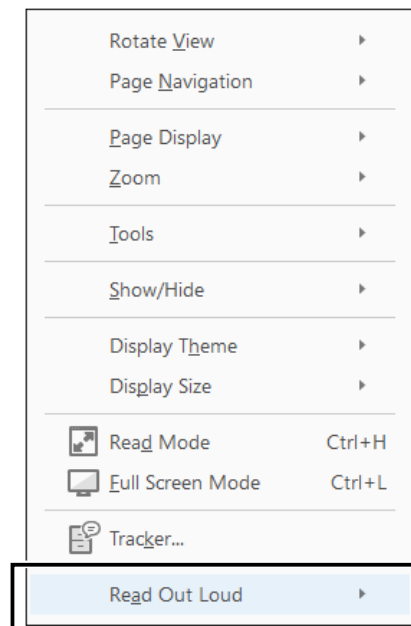 Rotate View
Page Navigation
Page Display
Zoom
Tools
Show/Hide
Display Theme
Display Size
Read Mode Ctrl+H
Full Screen Mode Ctrl+L
Tracker...
Read Out Loud